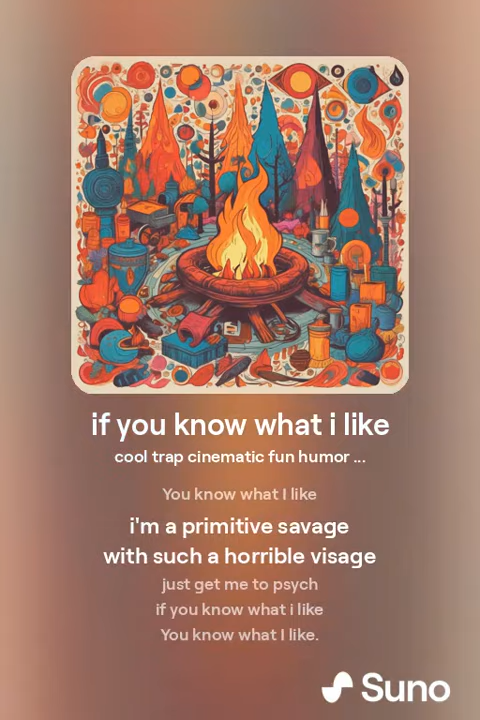 if you know what i like
cool trap cinematic fun humor ...
You know what I like
i'm a primitive savage
with such a horrible visage
just get me to psych
if you know what i like
You know what I like.
Suno